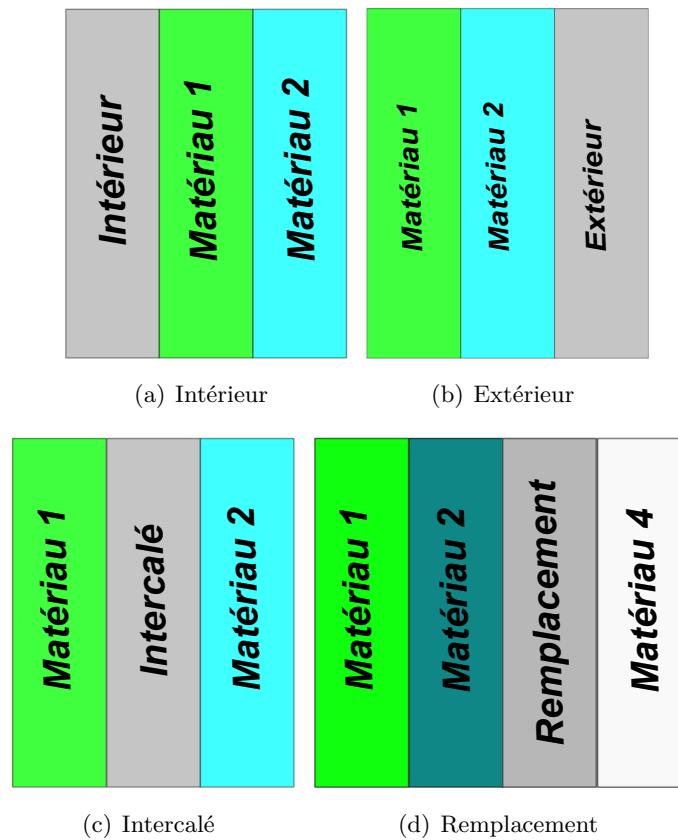 Intérieur
Matériau 1
Matériau 2
Matériau 1
Matériau 2
Extérieur
(a) Intérieur
(b) Extérieur
Matériau 1
Intercalé
Matériau 2
Matériau 1
Matériau 2
Remplacement
Matériau 4
(c) Intercalé
(d) Remplacement